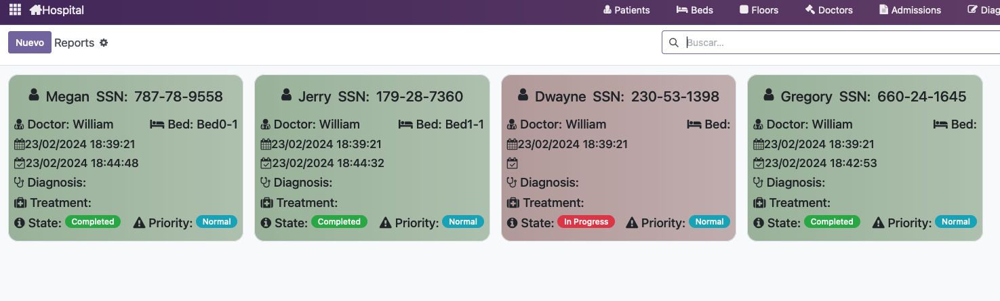 Hospital Patients Beds Floors Doctors Admissions Diag
Nuevo Reports Buscar...
Megan SSN: 787-78-9558
Doctor: William Bed: Bed0-1
23/02/2024 18:39:21
23/02/2024 18:44:48
Diagnosis:
Treatment:
State: Completed Priority: Normal
Jerry SSN: 179-28-7360
Doctor: William Bed: Bed1-1
23/02/2024 18:39:21
23/02/2024 18:44:32
Diagnosis:
Treatment:
State: Completed Priority: Normal
Dwayne SSN: 230-53-1398
Doctor: William Bed:
23/02/2024 18:39:21
Diagnosis:
Treatment:
State: In Progress Priority: Normal
Gregory SSN: 660-24-1645
Doctor: William Bed:
23/02/2024 18:39:21
23/02/2024 18:42:53
Diagnosis:
Treatment:
State: Completed Priority: Normal